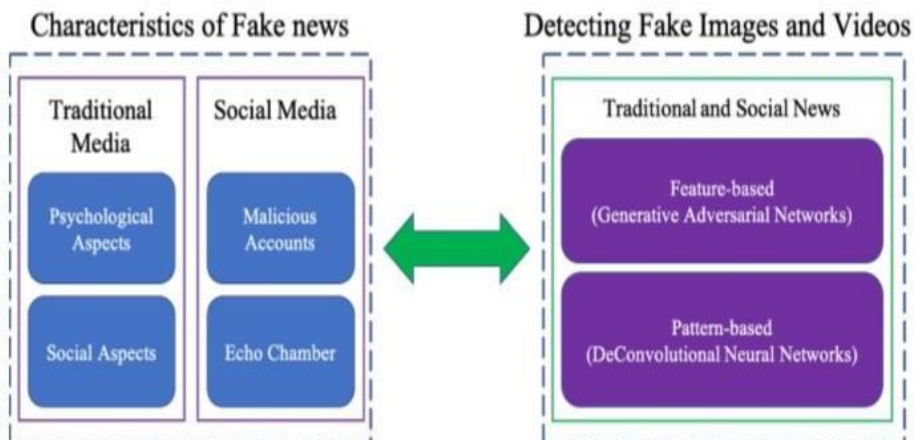 Characteristics of Fake news
Detecting Fake Images and Videos
Traditional
Media
Social Media
Psychological
Aspects
Malicious
Accounts
Social Aspects
Echo Chamber
Traditional and Social News
Feature-based
(Generative Adversarial Networks)
Pattern-based
(DeConvolutional Neural Networks)